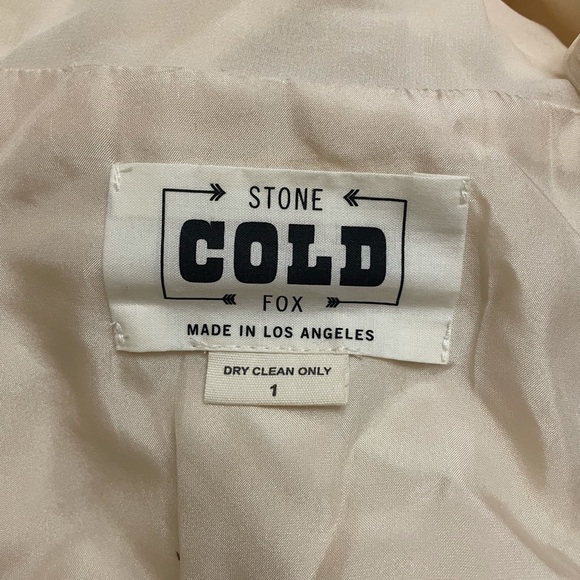 STONE
COLD
FOX
MADE IN LOS ANGELES
DRY CLEAN ONLY
1